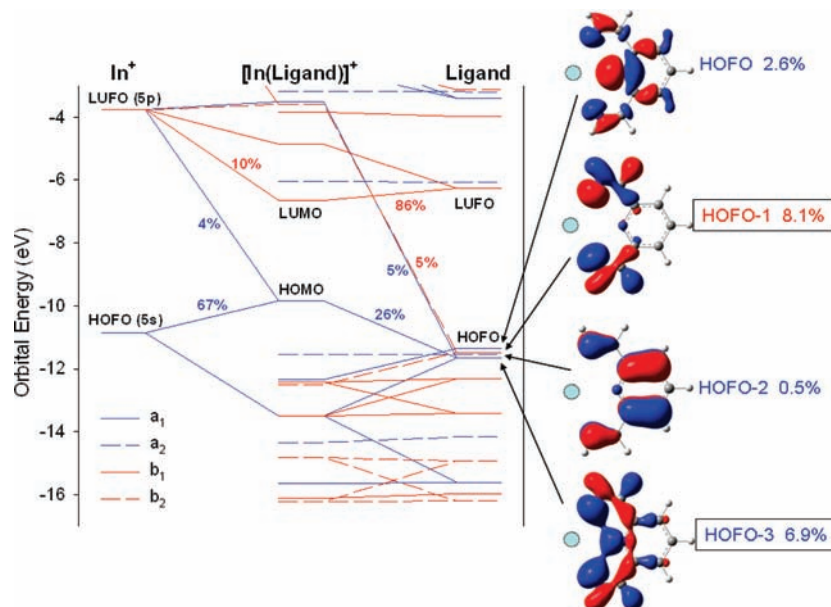 In⁺
[In(Ligand)]⁺
Ligand
Orbital Energy (eV)
-4
-6
-8
-10
-12
-14
-16
LUFO (5p)
HOFO (5s)
10%
4%
67%
LUMO
HOMO
86%
5%
5%
26%
LUFO
HOFO
a₁
a₂
b₁
b₂
HOFO 2.6%
HOFO-1 8.1%
HOFO-2 0.5%
HOFO-3 6.9%